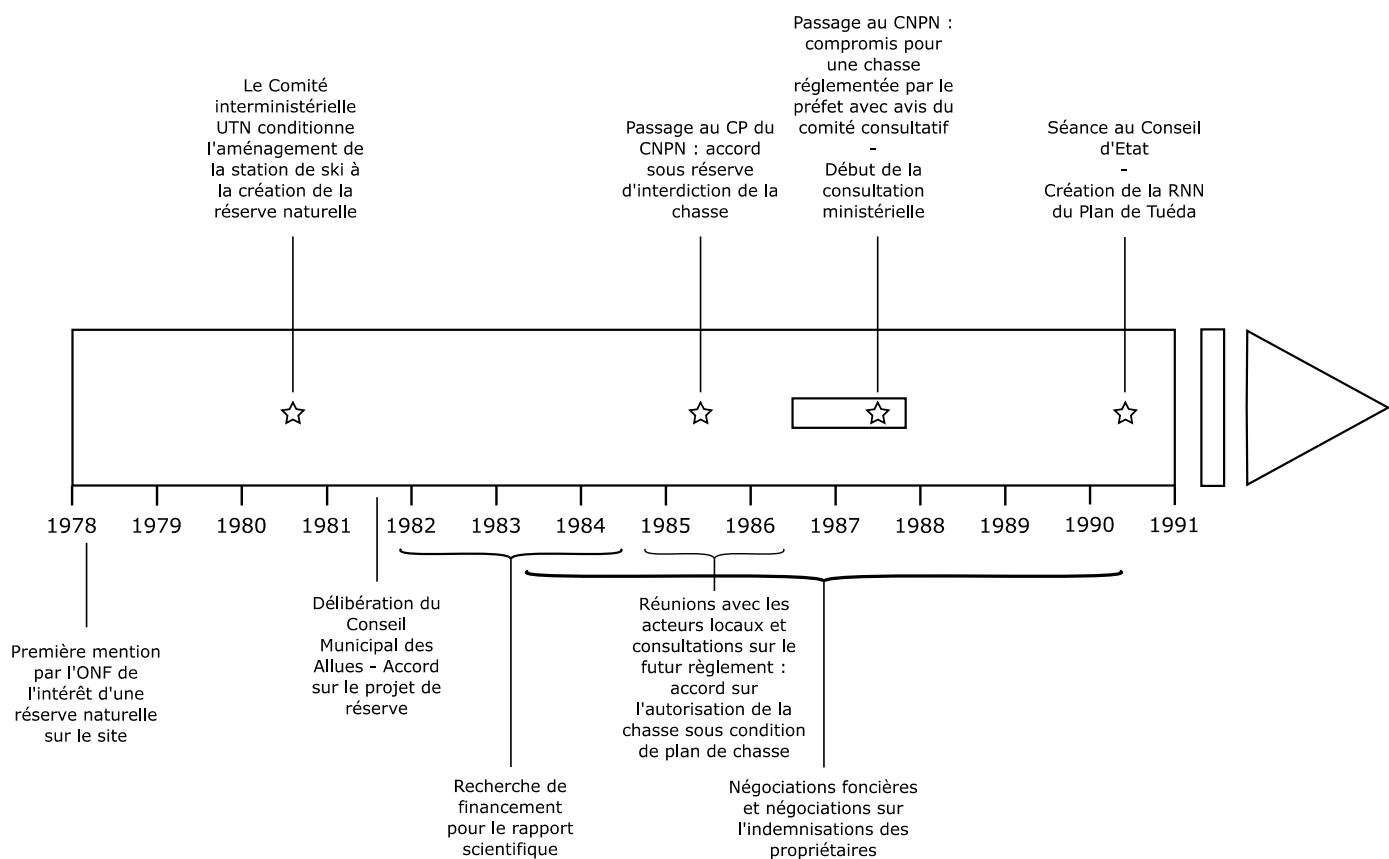 Le Comité
interministérielle
UTN conditionne
l'aménagement de
la station de ski à
la création de la
réserve naturelle
Passage au CP du
CNPN : accord
sous réserve
d'interdiction de la
chasse
Passage au CNPN :
compromis pour
une chasse
réglementée par le
préfet avec avis du
comité consultatif
-
Début de la
consultation
ministérielle
Séance au Conseil
d'Etat
-
Création de la RNN
du Plan de Tuéda
1978 1979 1980 1981 1982 1983 1984 1985 1986 1987 1988 1989 1990 1991
Première mention
par l'ONF de
l'intérêt d'une
réserve naturelle
sur le site
Délibération du
Conseil
Municipal des
Allues - Accord
sur le projet de
réserve
Recherche de
financement
pour le rapport
scientifique
Réunions avec les
acteurs locaux et
consultations sur le
futur règlement :
accord sur
l'autorisation de la
chasse sous condition
de plan de chasse
Négociations foncières
et négociations sur
l'indemnisations des
propriétaires